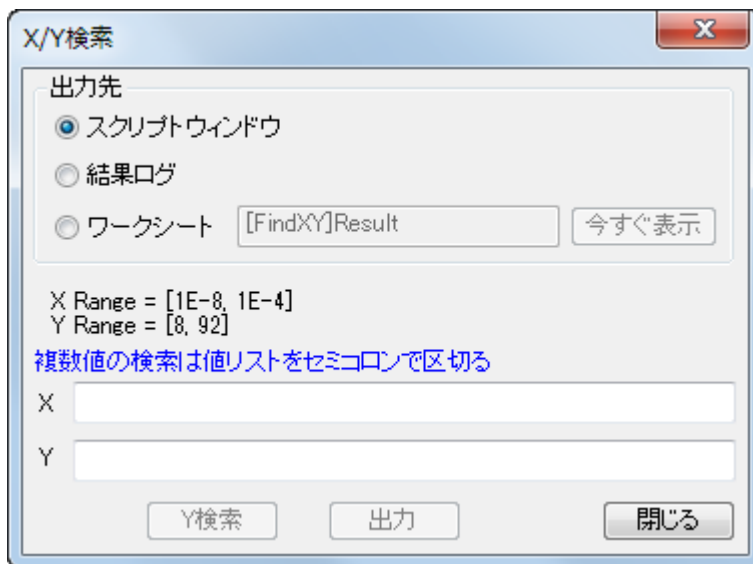 X/Y検索
出力先
スクリプトウィンドウ
結果ログ
ワークシート [FindXY]Result 今すぐ表示
X Range = [1E-8, 1E-4]
Y Range = [8, 92]
複数値の検索は値リストをセミコロンで区切る
X
Y
Y検索 出力 閉じる